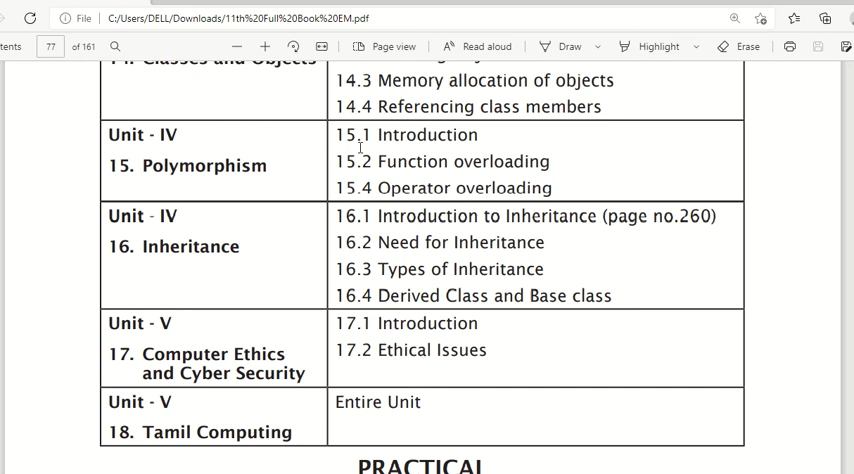 File
C:/Users/DELL/Downloads/11th%20Full%20Book%20EM.pdf
tents
77
of 161
Page view
Read aloud
Draw
Highlight
Erase
14. Classes and Objects
14.3 Memory allocation of objects
14.4 Referencing class members
Unit - IV
15. Polymorphism
15.1 Introduction
15.2 Function overloading
15.4 Operator overloading
Unit - IV
16. Inheritance
16.1 Introduction to Inheritance (page no.260)
16.2 Need for Inheritance
16.3 Types of Inheritance
16.4 Derived Class and Base class
Unit - V
17. Computer Ethics
and Cyber Security
17.1 Introduction
17.2 Ethical Issues
Unit - V
18. Tamil Computing
Entire Unit
PRACTICAL